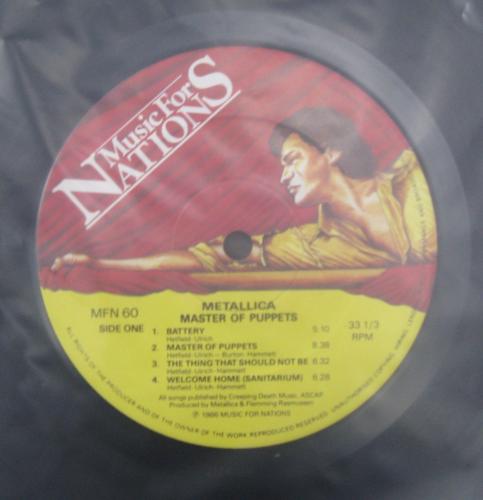 Music For
NATIONS
METALLICA
MASTER OF PUPPETS
MFN 60
SIDE ONE
33 1/3
RPM
1. BATTERY 5.10
Hetfield-Ulrich
2. MASTER OF PUPPETS 8.38
Hetfield-Ulrich-Burton-Hammett
3. THE THING THAT SHOULD NOT BE 6.32
Hetfield-Ulrich-Hammett
4. WELCOME HOME (SANITARIUM) 6.28
Hetfield-Ulrich-Hammett
All songs published by Creeping Death Music, ASCAP
Produced by Metallica & Flemming Rasmussen
℗ 1986 MUSIC FOR NATIONS
ALL RIGHTS OF THE PRODUCER AND OF THE OWNER OF THE WORK REPRODUCED RESERVED. UNAUTHORISED COPYING, HIRING,